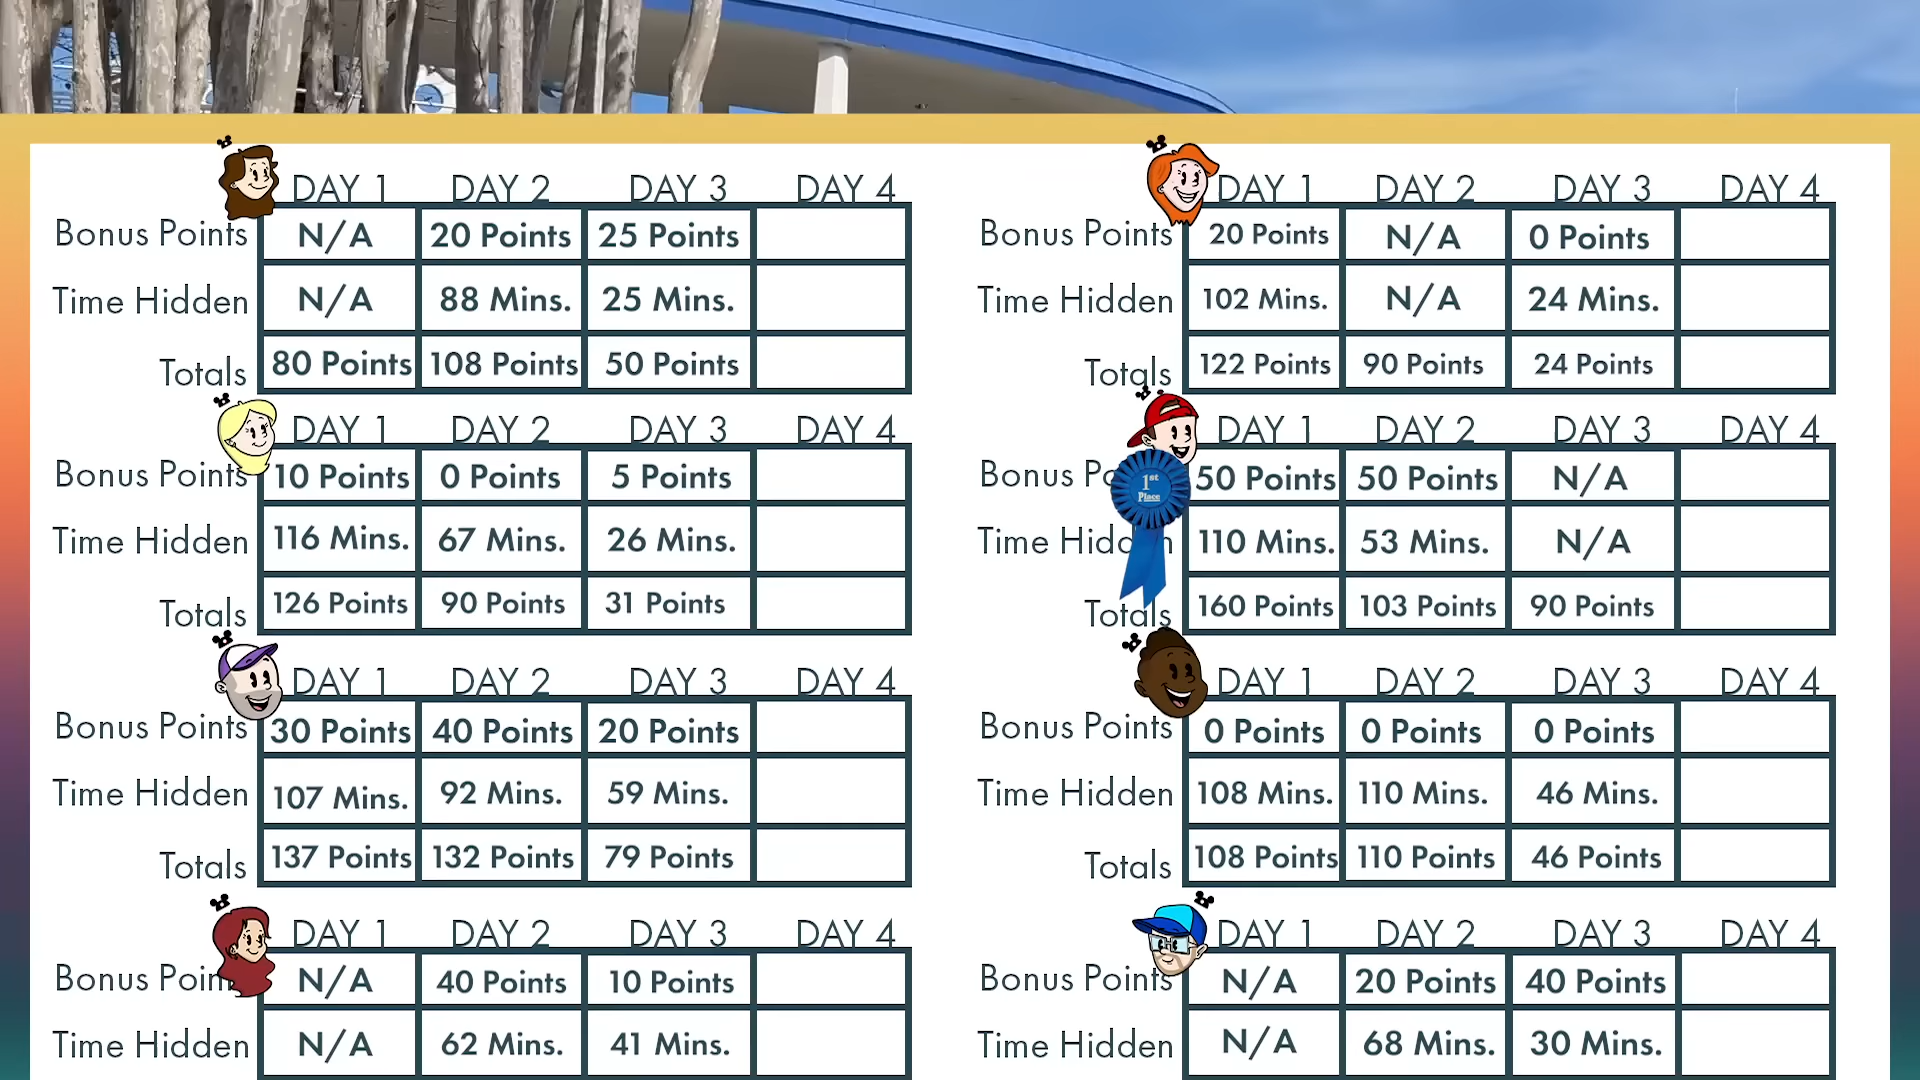 DAY 1 DAY 2 DAY 3 DAY 4
Bonus Points N/A 20 Points 25 Points
Time Hidden N/A 88 Mins. 25 Mins.
Totals 80 Points 108 Points 50 Points
DAY 1 DAY 2 DAY 3 DAY 4
Bonus Points 20 Points N/A 0 Points
Time Hidden 102 Mins. N/A 24 Mins.
Totals 122 Points 90 Points 24 Points
DAY 1 DAY 2 DAY 3 DAY 4
Bonus Points 10 Points 0 Points 5 Points
Time Hidden 116 Mins. 67 Mins. 26 Mins.
Totals 126 Points 90 Points 31 Points
DAY 1 DAY 2 DAY 3 DAY 4
Bonus Po 50 Points 50 Points N/A
1st
Place
Time Hidden 110 Mins. 53 Mins. N/A
Totals 160 Points 103 Points 90 Points
DAY 1 DAY 2 DAY 3 DAY 4
Bonus Points 30 Points 40 Points 20 Points
Time Hidden 107 Mins. 92 Mins. 59 Mins.
Totals 137 Points 132 Points 79 Points
DAY 1 DAY 2 DAY 3 DAY 4
Bonus Points 0 Points 0 Points 0 Points
Time Hidden 108 Mins. 110 Mins. 46 Mins.
Totals 108 Points 110 Points 46 Points
DAY 1 DAY 2 DAY 3 DAY 4
Bonus Poin N/A 40 Points 10 Points
Time Hidden N/A 62 Mins. 41 Mins.
DAY 1 DAY 2 DAY 3 DAY 4
Bonus Points N/A 20 Points 40 Points
Time Hidden N/A 68 Mins. 30 Mins.